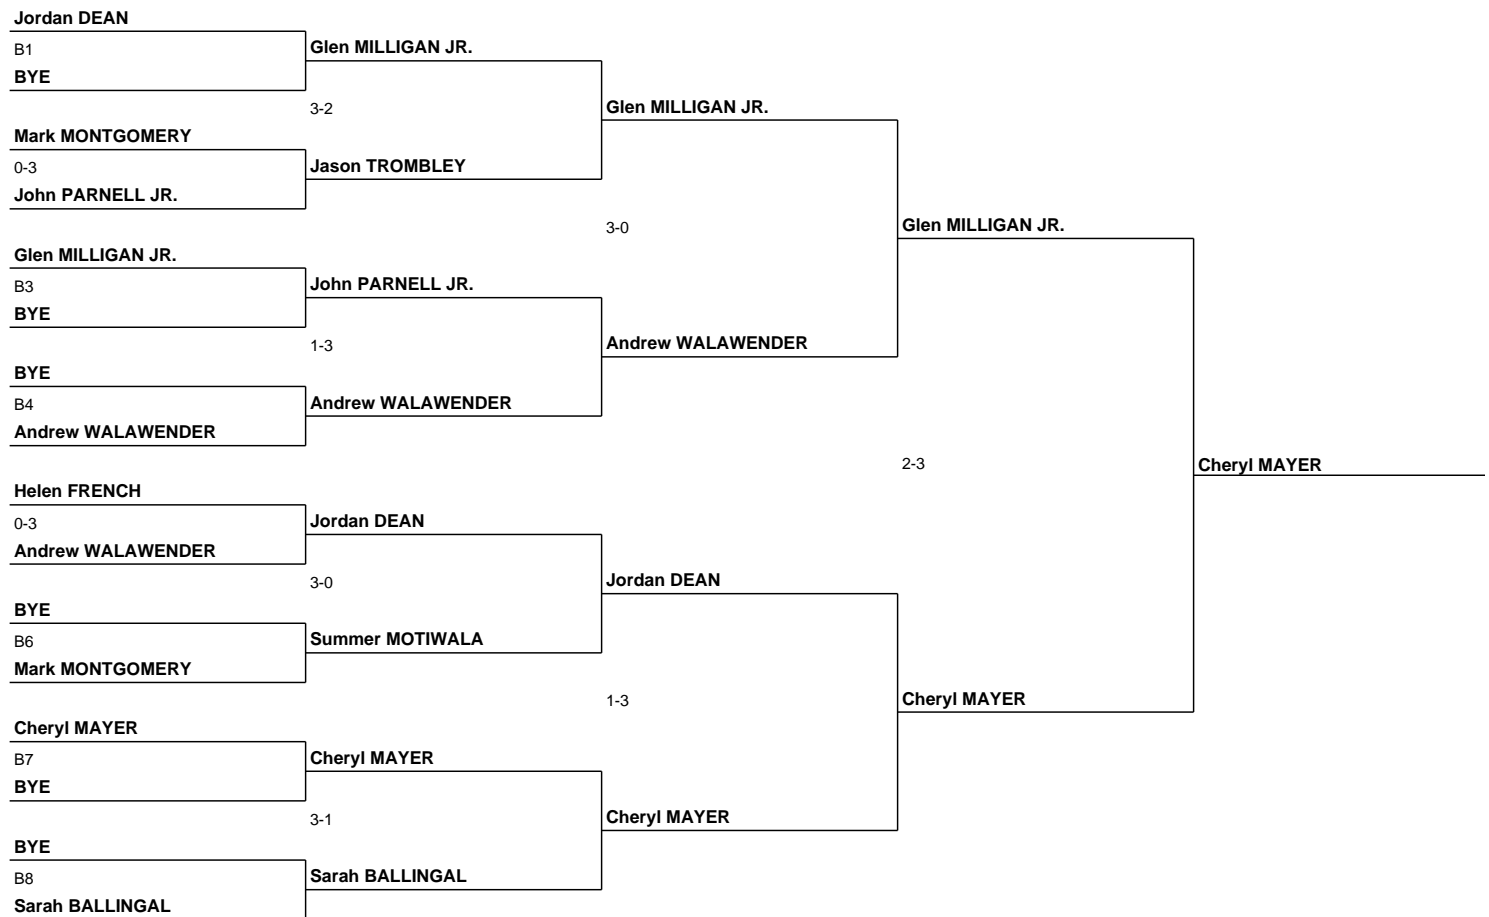 Jordan DEAN
B1
BYE
Mark MONTGOMERY
0-3
John PARNELL JR.
Glen MILLIGAN JR.
B3
BYE
BYE
B4
Andrew WALAWENDER
Helen FRENCH
0-3
Andrew WALAWENDER
BYE
B6
Mark MONTGOMERY
Cheryl MAYER
B7
BYE
BYE
B8
Sarah BALLINGAL
Glen MILLIGAN JR.
3-2
Jason TROMBLEY
John PARNELL JR.
1-3
Andrew WALAWENDER
Jordan DEAN
3-0
Summer MOTIWALA
Cheryl MAYER
3-1
Sarah BALLINGAL
Glen MILLIGAN JR.
3-0
Andrew WALAWENDER
Jordan DEAN
1-3
Cheryl MAYER
Glen MILLIGAN JR.
2-3
Cheryl MAYER
Cheryl MAYER